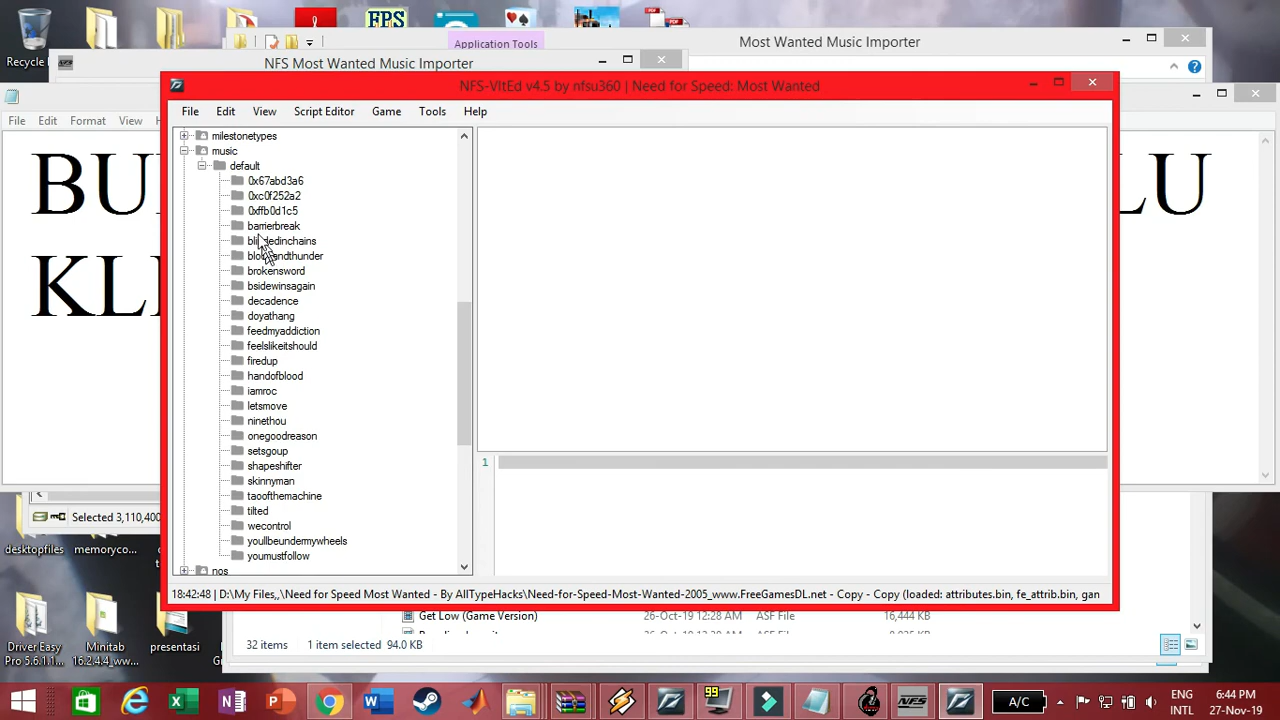 Recycle
FPS
Application Tools
Most Wanted Music Importer
NFS Most Wanted Music Importer
NFS-VltEd v4.5 by nfsu360 | Need for Speed: Most Wanted
File Edit Format View
File Edit View Script Editor Game Tools Help
milestonetypes
music
default
0x67abd3a6
0xc0f252a2
0xffb0d1c5
barrierbreak
bloodandthunder
brokensword
bsidewinsagain
decadence
doyathang
feedmyaddiction
feelslikeitshould
firedup
handofblood
iamroc
letsmove
ninethou
onegoodreason
setsgoup
shapeshifter
skinnyman
taoofthemachine
tilted
wecontrol
youllbeundermywheels
youmustfollow
nos
1
BU
LU
KL
Selected 3,110,400
desktopfiles
memoryco...
18:42:48 | D:\My Files,,\Need for Speed Most Wanted - By AllTypeHacks\Need-for-Speed-Most-Wanted-2005_www.FreeGamesDL.net - Copy - Copy (loaded: attributes.bin, fe_attrib.bin, gan
Get Low (Game Version) 26-Oct-19 12:28 AM ASF File 16,444 KB
32 items 1 item selected 94.0 KB
Driver Easy
Pro 5.6.1.1...
Minitab
16.2.4.4_ww...
presentasi
99
A/C
ENG
INTL
6:44 PM
27-Nov-19